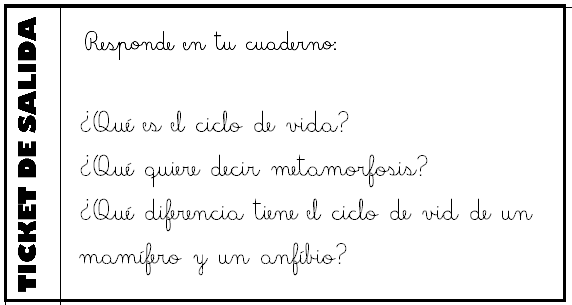 TICKET DE SALIDA
Responde en tu cuaderno:
¿Qué es el ciclo de vida?
¿Qué quiere decir metamorfosis?
¿Qué diferencia tiene el ciclo de vid de un
mamífero y un anfíbio?